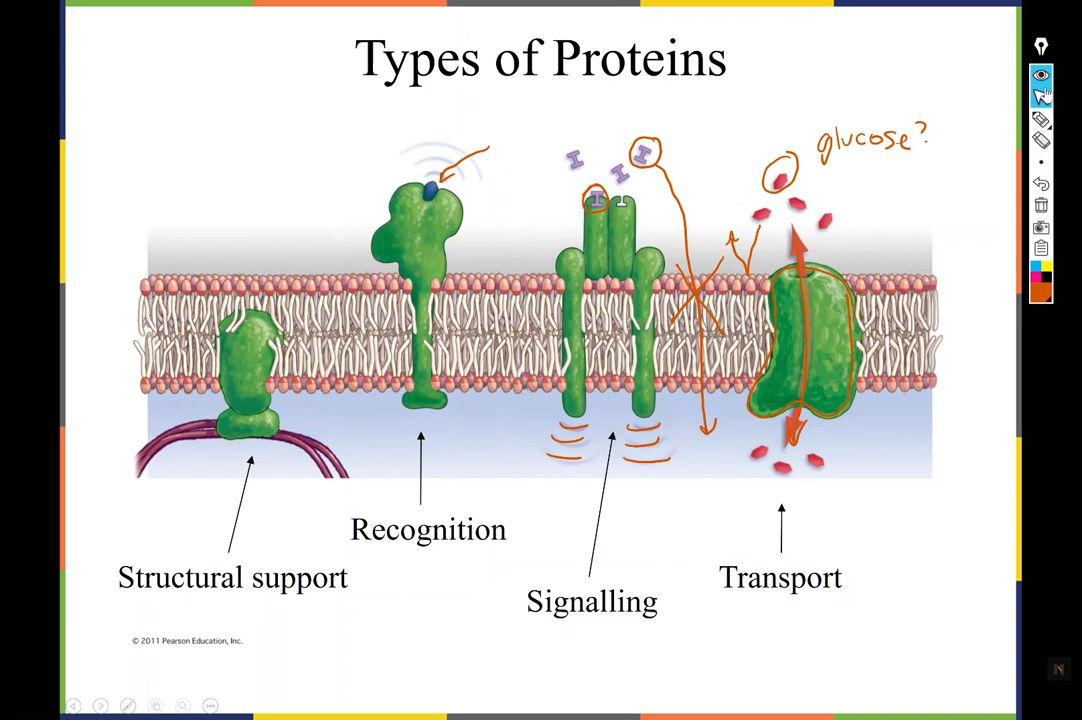 Types of Proteins
glucose?
Recognition
Structural support
Transport
Signalling
© 2011 Pearson Education, Inc.
N